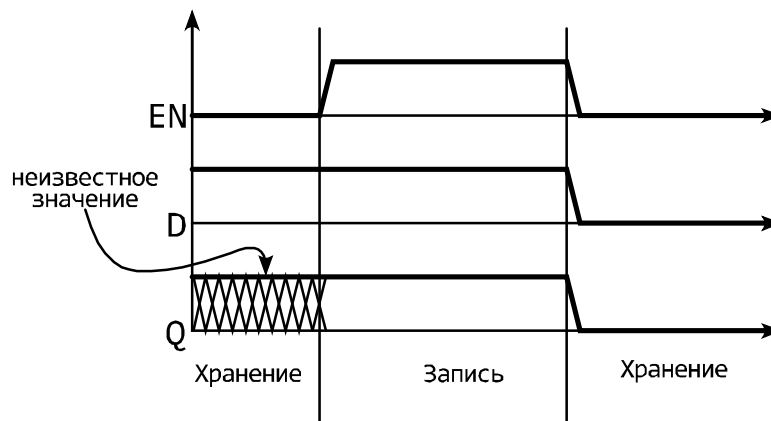 EN
неизвестное
значение
D
Q
Хранение
Запись
Хранение